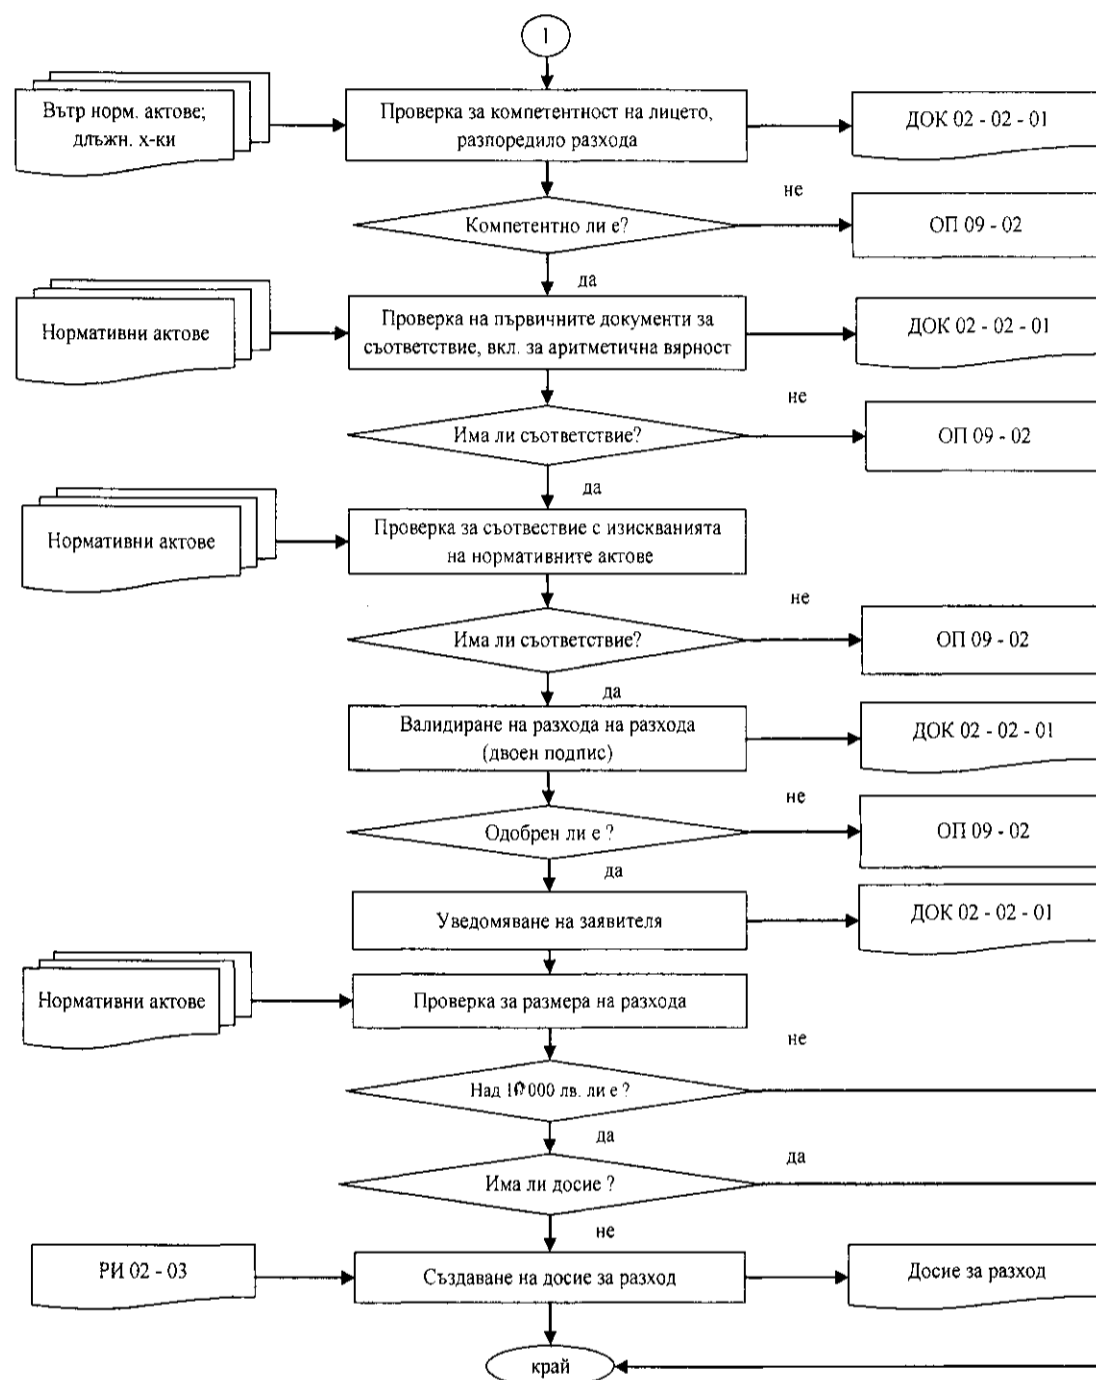 1
Вътр норм. актове;
длъжн. х-ки
Проверка за компетентност на лицето,
разпоредило разхода
ДОК 02 - 02 - 01
не
Компетентно ли е?
ОП 09 - 02
да
Нормативни актове
Проверка на първичните документи за
съответствие, вкл. за аритметична вярност
ДОК 02 - 02 - 01
не
Има ли съответствие?
ОП 09 - 02
да
Нормативни актове
Проверка за съотвествие с изискванията
на нормативните актове
не
Има ли съответствие?
ОП 09 - 02
да
Валидиране на разхода на разхода
(двоен подпис)
ДОК 02 - 02 - 01
не
Одобрен ли е ?
ОП 09 - 02
да
Уведомяване на заявителя
ДОК 02 - 02 - 01
Нормативни актове
Проверка за размера на разхода
не
Над 10 000 лв. ли е ?
да
да
Има ли досие ?
не
РИ 02 - 03
Създаване на досие за разход
Досие за разход
край